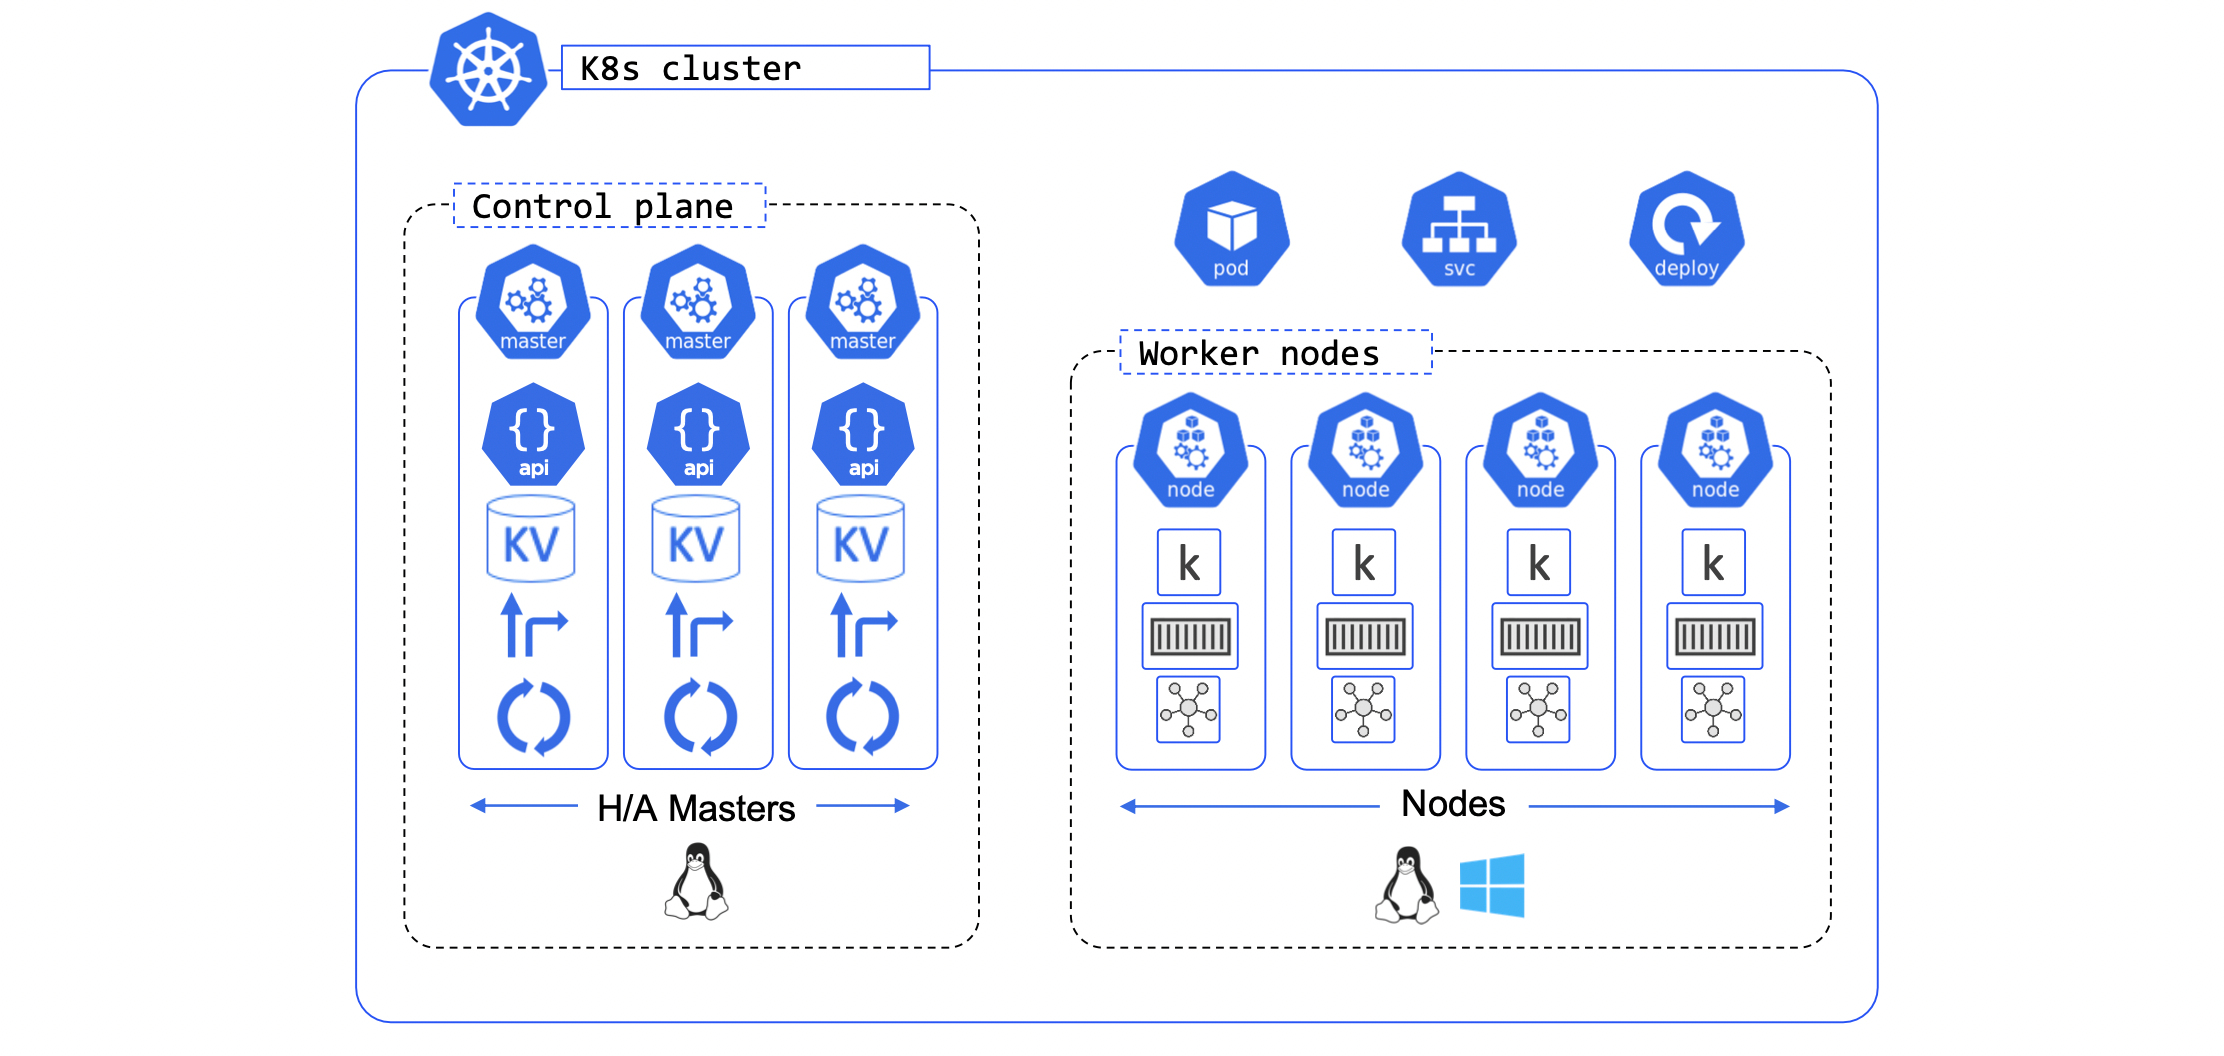 K8s cluster
Control plane
master
master
master
api
api
api
KV
KV
KV
H/A Masters
pod
svc
deploy
Worker nodes
node
node
node
node
k
k
k
k
Nodes